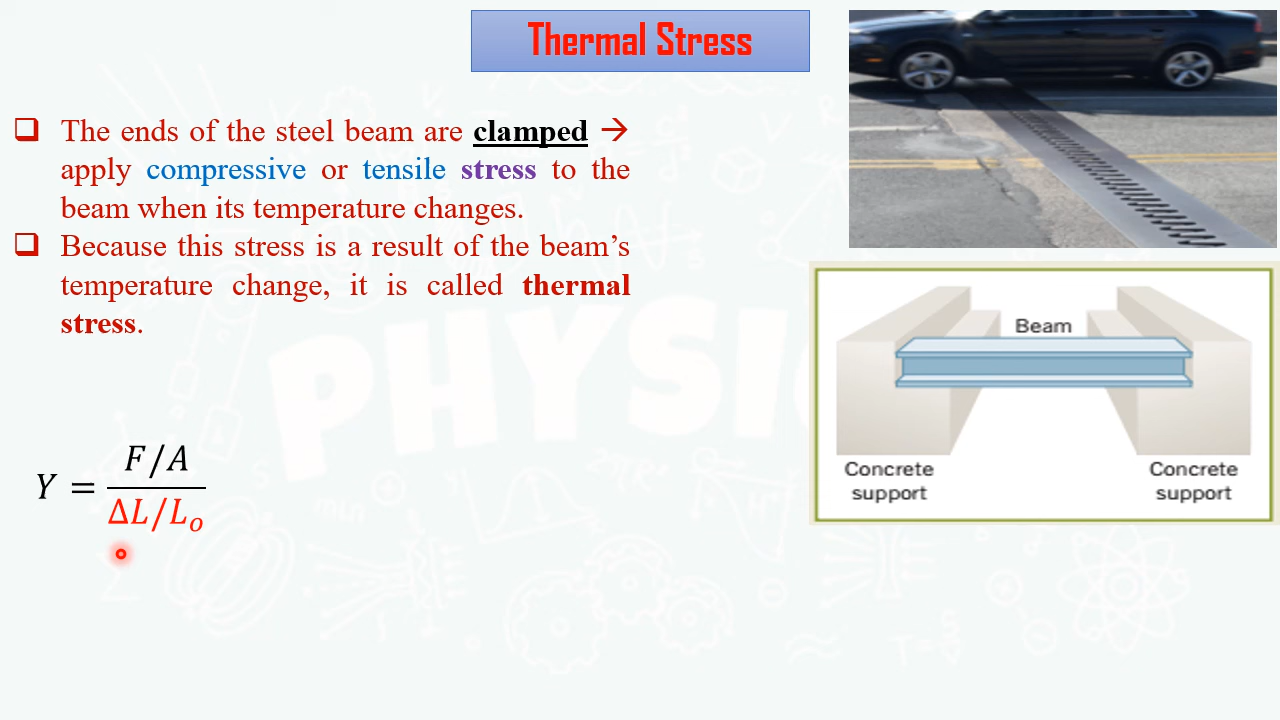 Thermal Stress
❑ The ends of the steel beam are clamped →
apply compressive or tensile stress to the
beam when its temperature changes.
❑ Because this stress is a result of the beam's
temperature change, it is called thermal
stress.
Y = (F/A)/(ΔL/Lₒ)
Beam
Concrete
support
Concrete
support
PHYSIC